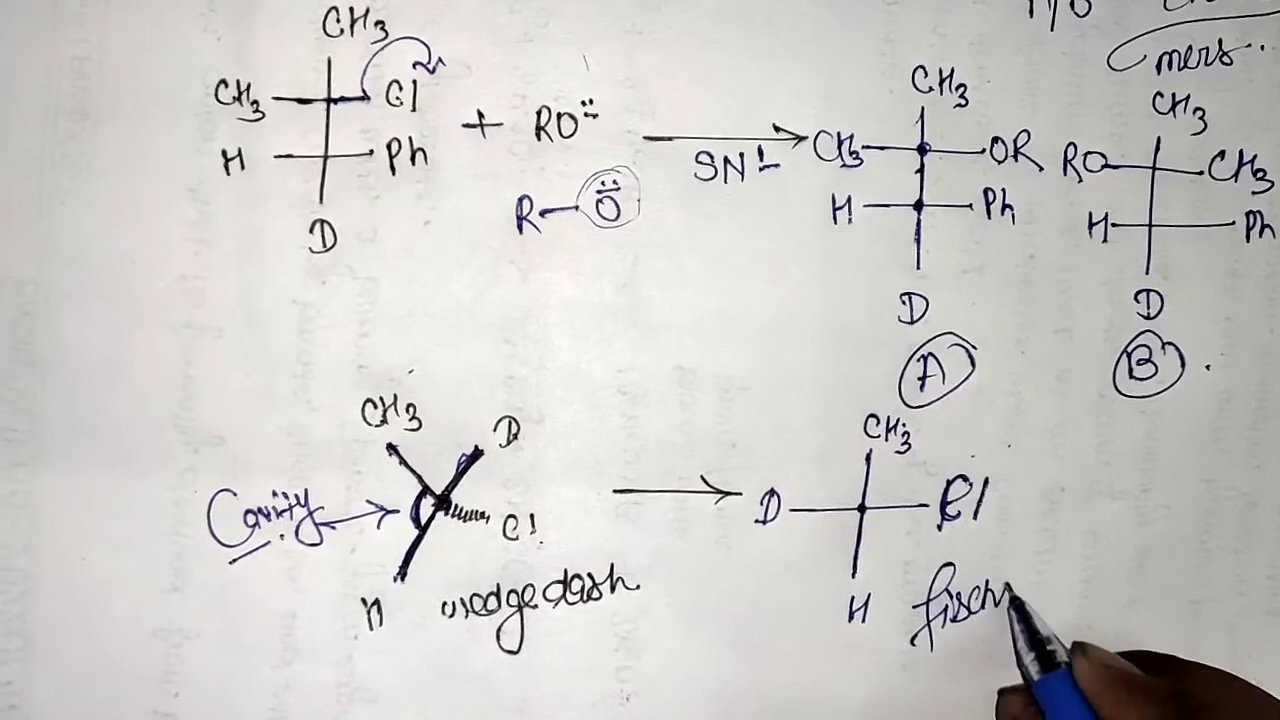 CH3
CH3 Cl
H Ph
D
+ RO
R-O
SN1
CH3
CH3 OR
H Ph
D
A
mers..
CH3
RO CH3
H Ph
D
B
CH3 D
Cavity
Cl
H
wedge dash
CH3
D Cl
H
fisch